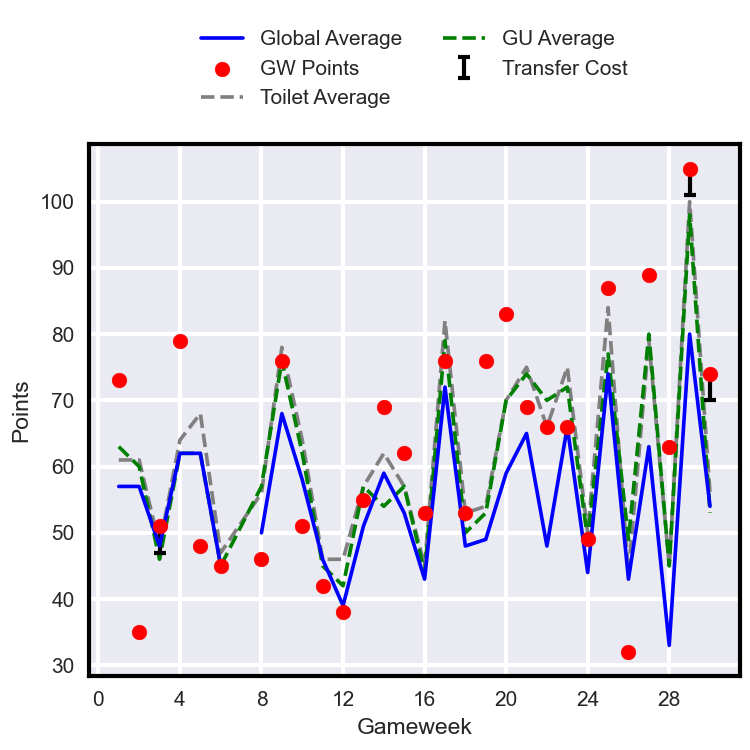 Global Average
GW Points
Toilet Average
GU Average
Transfer Cost
100
90
80
70
60
50
40
30
Points
0 4 8 12 16 20 24 28
Gameweek